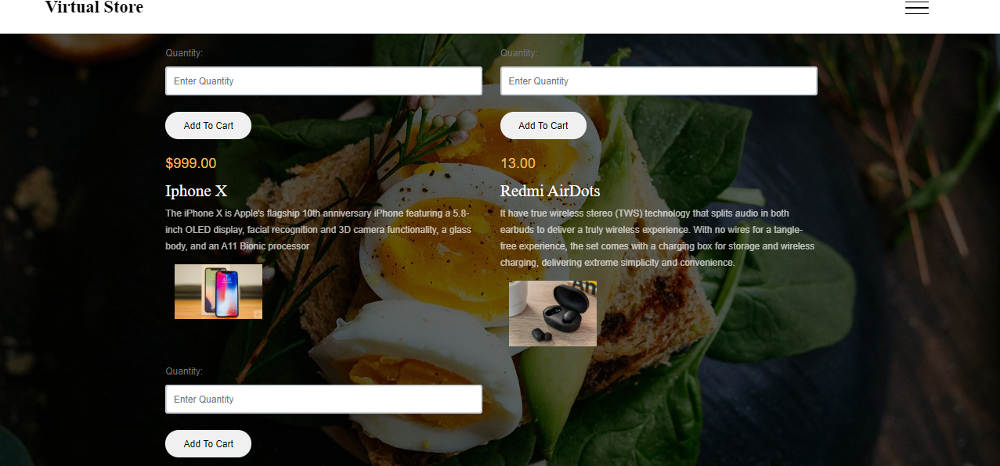 Virtual Store
Quantity:
Enter Quantity
Add To Cart
$999.00
Iphone X
The iPhone X is Apple's flagship 10th anniversary iPhone featuring a 5.8-
inch OLED display, facial recognition and 3D camera functionality, a glass
body, and an A11 Bionic processor
Quantity:
Enter Quantity
Add To Cart
Quantity:
Enter Quantity
Add To Cart
13.00
Redmi AirDots
It have true wireless stereo (TWS) technology that splits audio in both
earbuds to deliver a truly wireless experience. With no wires for a tangle-
free experience, the set comes with a charging box for storage and wireless
charging, delivering extreme simplicity and convenience.